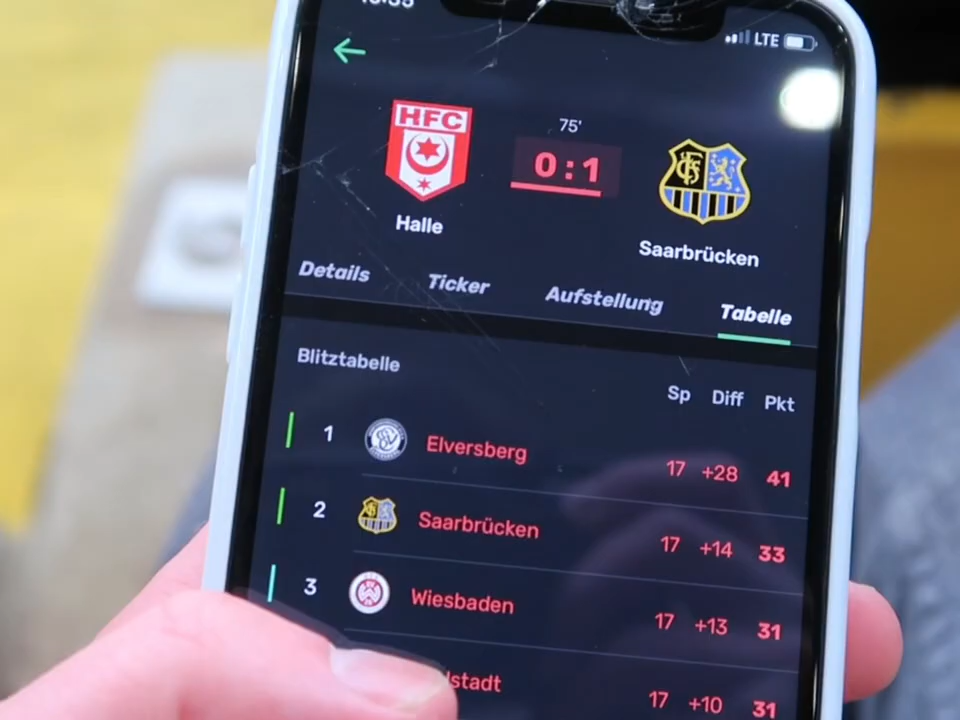 LTE
HFC
75'
0:1
Halle
Saarbrücken
Details Ticker Aufstellung Tabelle
Blitztabelle
Sp Diff Pkt
1 Elversberg 17 +28 41
2 Saarbrücken 17 +14 33
3 Wiesbaden 17 +13 31
lstadt 17 +10 31